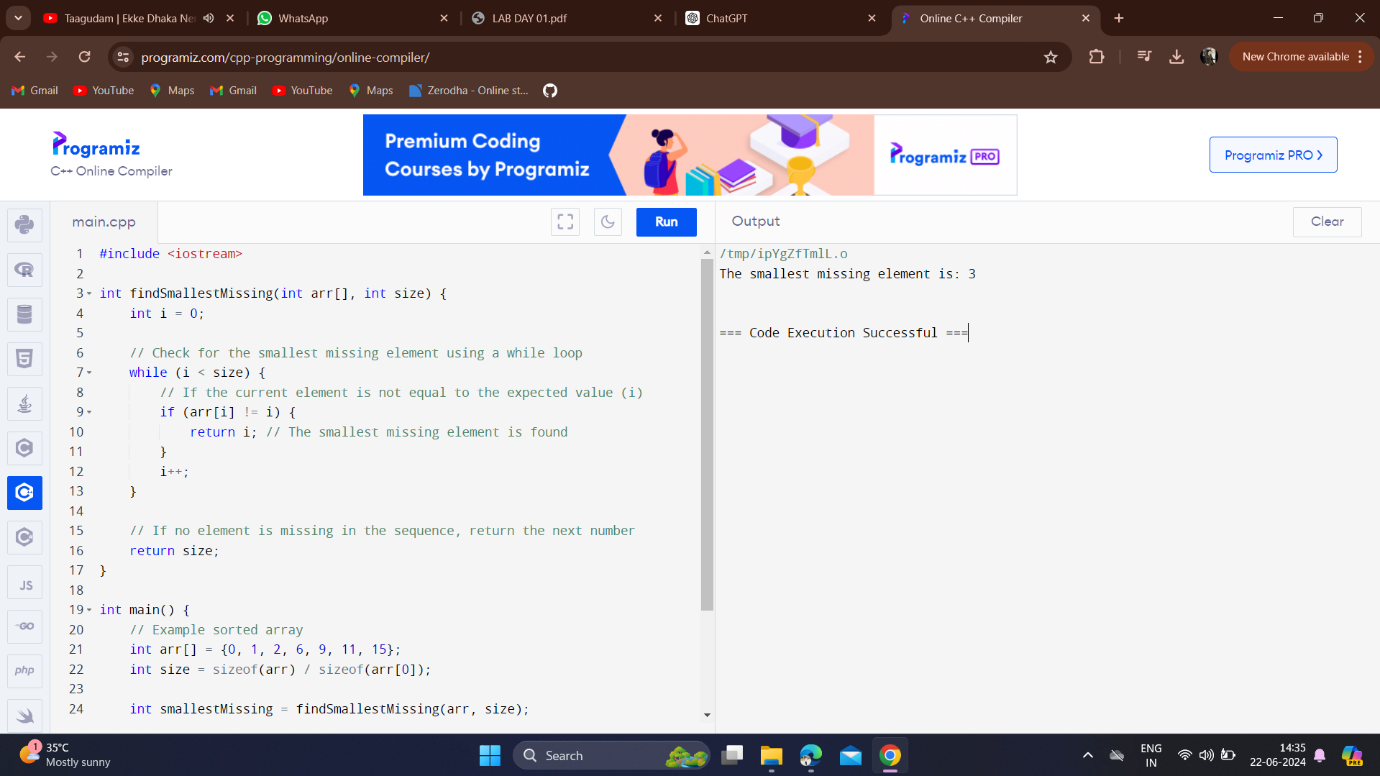 Taagudam | Ekke Dhaka Ne
WhatsApp
LAB DAY 01.pdf
ChatGPT
Online C++ Compiler
programiz.com/cpp-programming/online-compiler/
New Chrome available
Gmail
YouTube
Maps
Gmail
YouTube
Maps
Zerodha - Online st...
Programiz
C++ Online Compiler
Premium Coding
Courses by Programiz
Programiz PRO
Programiz PRO
main.cpp
Run
Output
Clear
1 #include <iostream>
2
3 int findSmallestMissing(int arr[], int size) {
4     int i = 0;
5
6     // Check for the smallest missing element using a while loop
7     while (i < size) {
8         // If the current element is not equal to the expected value (i)
9         if (arr[i] != i) {
10             return i; // The smallest missing element is found
11         }
12         i++;
13     }
14
15     // If no element is missing in the sequence, return the next number
16     return size;
17 }
18
19 int main() {
20     // Example sorted array
21     int arr[] = {0, 1, 2, 6, 9, 11, 15};
22     int size = sizeof(arr) / sizeof(arr[0]);
23
24     int smallestMissing = findSmallestMissing(arr, size);
/tmp/ipYgZfTmlL.o
The smallest missing element is: 3
=== Code Execution Successful ===
JS
GO
php
1
35°C
Mostly sunny
Search
ENG
IN
14:35
22-06-2024
PRE